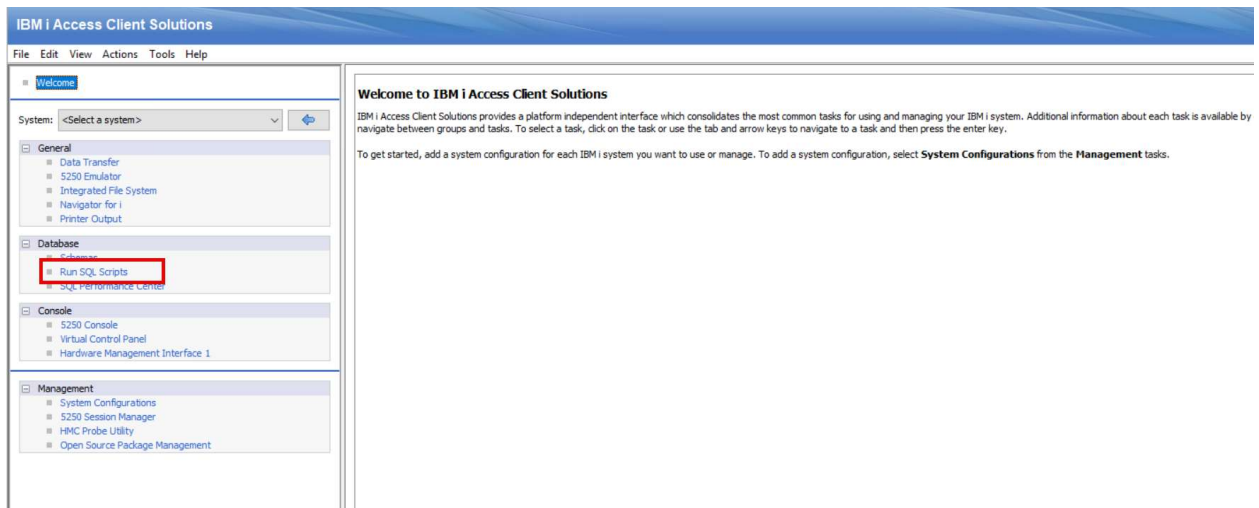 IBM i Access Client Solutions
File Edit View Actions Tools Help
Welcome
System: <Select a system>
General
Data Transfer
5250 Emulator
Integrated File System
Navigator for i
Printer Output
Database
Schemas
Run SQL Scripts
SQL Performance Center
Console
5250 Console
Virtual Control Panel
Hardware Management Interface 1
Management
System Configurations
5250 Session Manager
HMC Probe Utility
Open Source Package Management
Welcome to IBM i Access Client Solutions
IBM i Access Client Solutions provides a platform independent interface which consolidates the most common tasks for using and managing your IBM i system. Additional information about each task is available by
navigate between groups and tasks. To select a task, click on the task or use the tab and arrow keys to navigate to a task and then press the enter key.
To get started, add a system configuration for each IBM i system you want to use or manage. To add a system configuration, select System Configurations from the Management tasks.